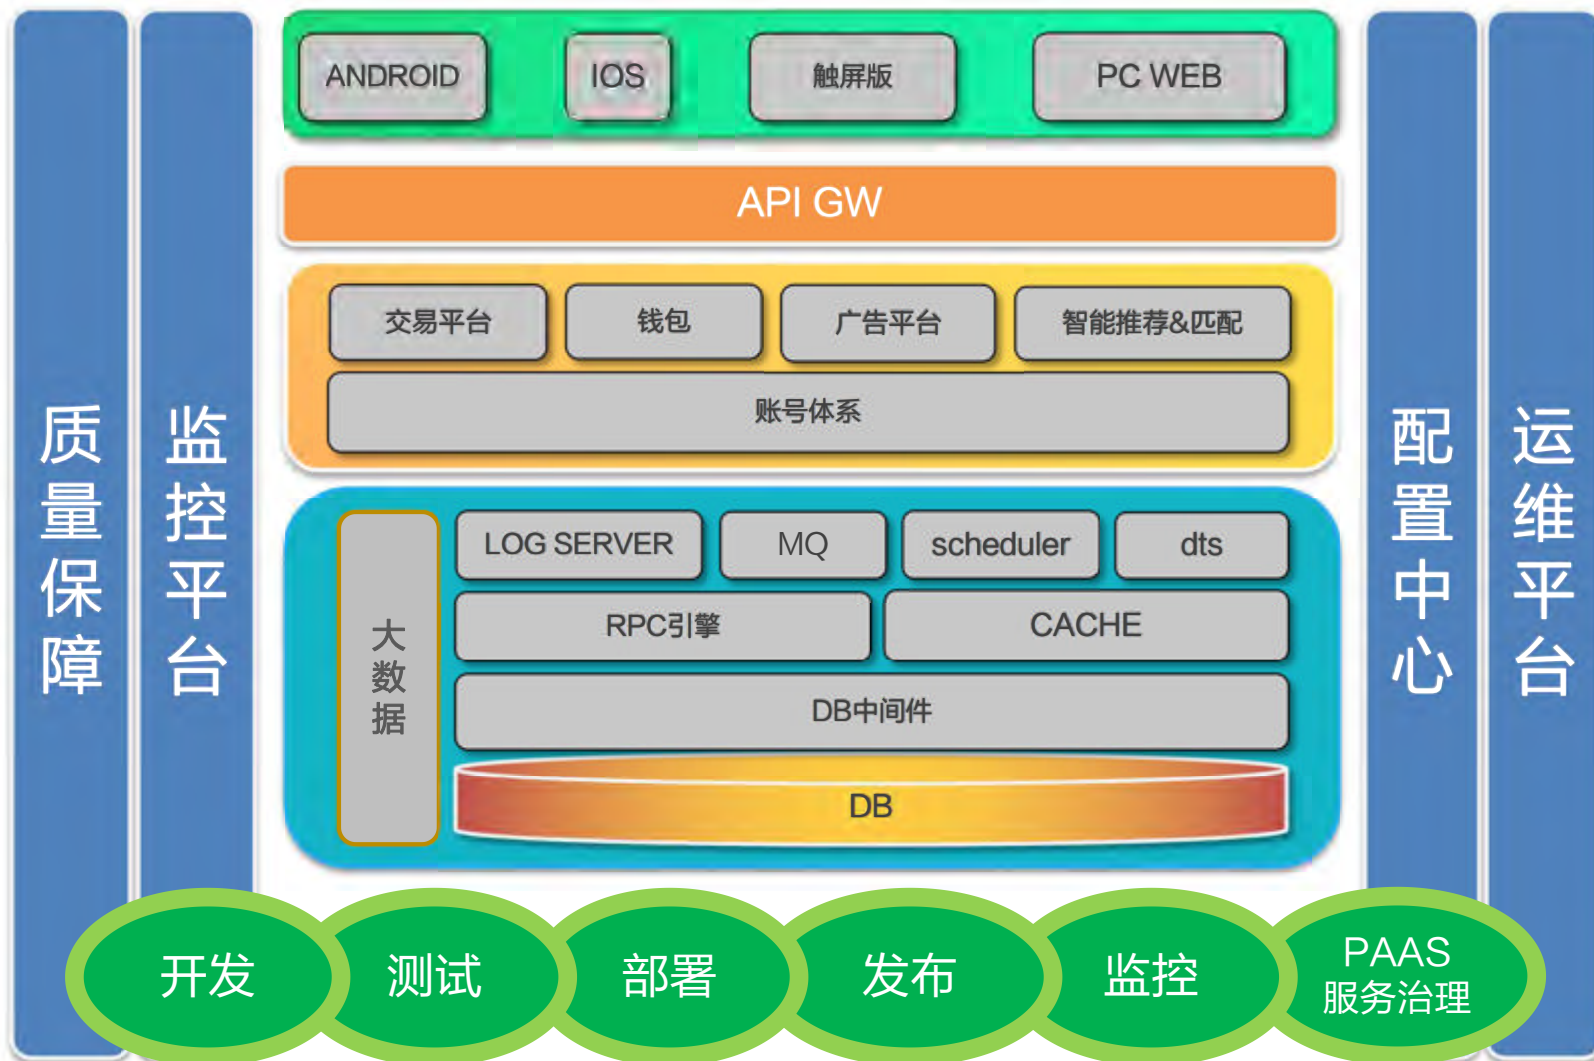 质量保障
监控平台
ANDROID
IOS
触屏版
PC WEB
API GW
交易平台
钱包
广告平台
智能推荐&匹配
账号体系
大数据
LOG SERVER
MQ
scheduler
dts
RPC引擎
CACHE
DB中间件
DB
配置中心
运维平台
开发
测试
部署
发布
监控
PAAS
服务治理